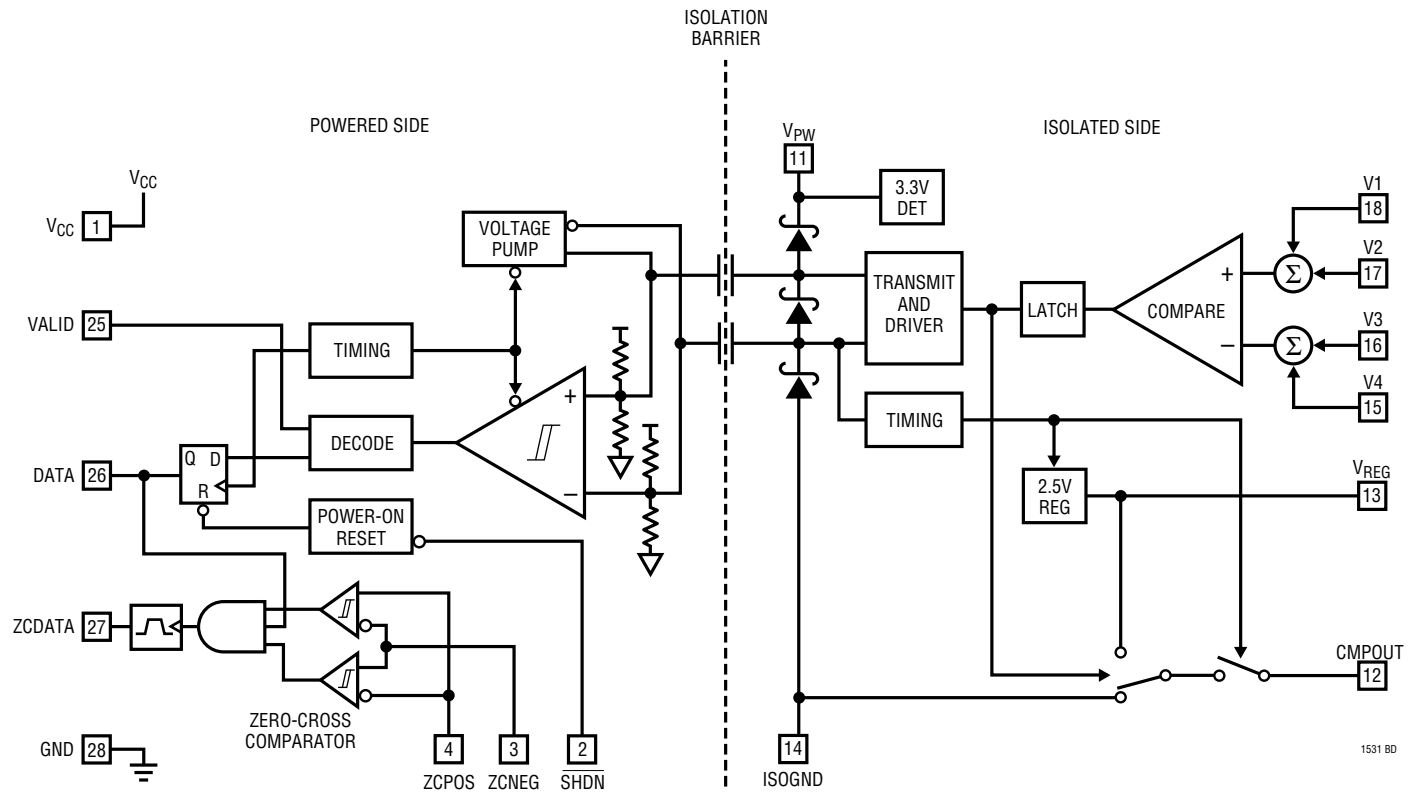 ISOLATION
BARRIER
POWERED SIDE
ISOLATED SIDE
VPW
11
3.3V
DET
VCC
VCC
1
VOLTAGE
PUMP
V1
18
V2
17
V3
16
V4
15
TRANSMIT
AND
DRIVER
LATCH
COMPARE
+
−
Σ
Σ
VALID
25
TIMING
DECODE
+
−
TIMING
DATA
26
Q D
R
POWER-ON
RESET
2.5V
REG
VREG
13
ZCDATA
27
ZERO-CROSS
COMPARATOR
CMPOUT
12
GND
28
4
ZCPOS
3
ZCNEG
2
SHDN
14
ISOGND
1531 BD